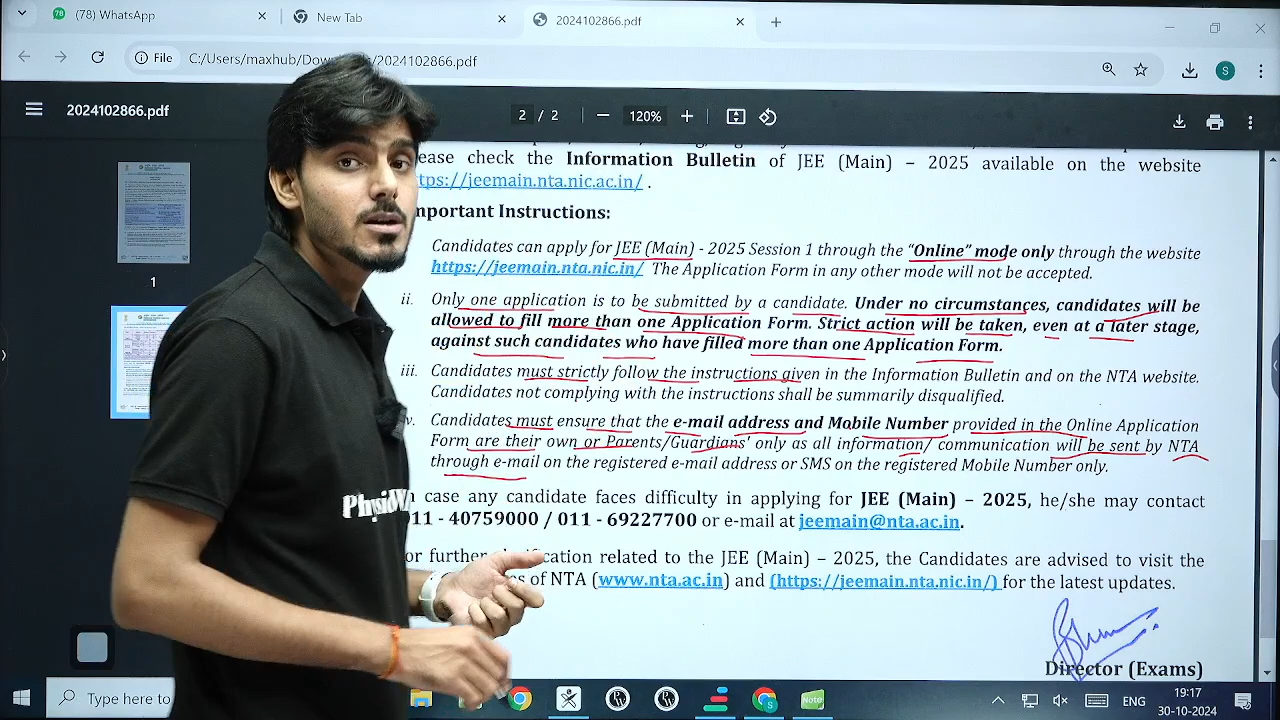 (78) WhatsApp
New Tab
2024102866.pdf
File C:/Users/maxhub/Dow /2024102866.pdf
S
2024102866.pdf
2 / 2
120%
ease check the Information Bulletin of JEE (Main) – 2025 available on the website
tps://jeemain.nta.nic.ac.in/ .
portant Instructions:
Candidates can apply for JEE (Main) - 2025 Session 1 through the “Online” mode only through the website
https://jeemain.nta.nic.in/ The Application Form in any other mode will not be accepted.
ii. Only one application is to be submitted by a candidate. Under no circumstances, candidates will be
allowed to fill more than one Application Form. Strict action will be taken, even at a later stage,
against such candidates who have filled more than one Application Form.
iii. Candidates must strictly follow the instructions given in the Information Bulletin and on the NTA website.
Candidates not complying with the instructions shall be summarily disqualified.
v. Candidates must ensure that the e-mail address and Mobile Number provided in the Online Application
Form are their own or Parents/Guardians' only as all information/ communication will be sent by NTA
through e-mail on the registered e-mail address or SMS on the registered Mobile Number only.
n case any candidate faces difficulty in applying for JEE (Main) – 2025, he/she may contact
011 - 40759000 / 011 - 69227700 or e-mail at jeemain@nta.ac.in.
or further clarification related to the JEE (Main) – 2025, the Candidates are advised to visit the
of NTA (www.nta.ac.in) and (https://jeemain.nta.nic.in/) for the latest updates.
Director (Exams)
1
PhysicsW
Type here to
Note
ENG
19:17
30-10-2024